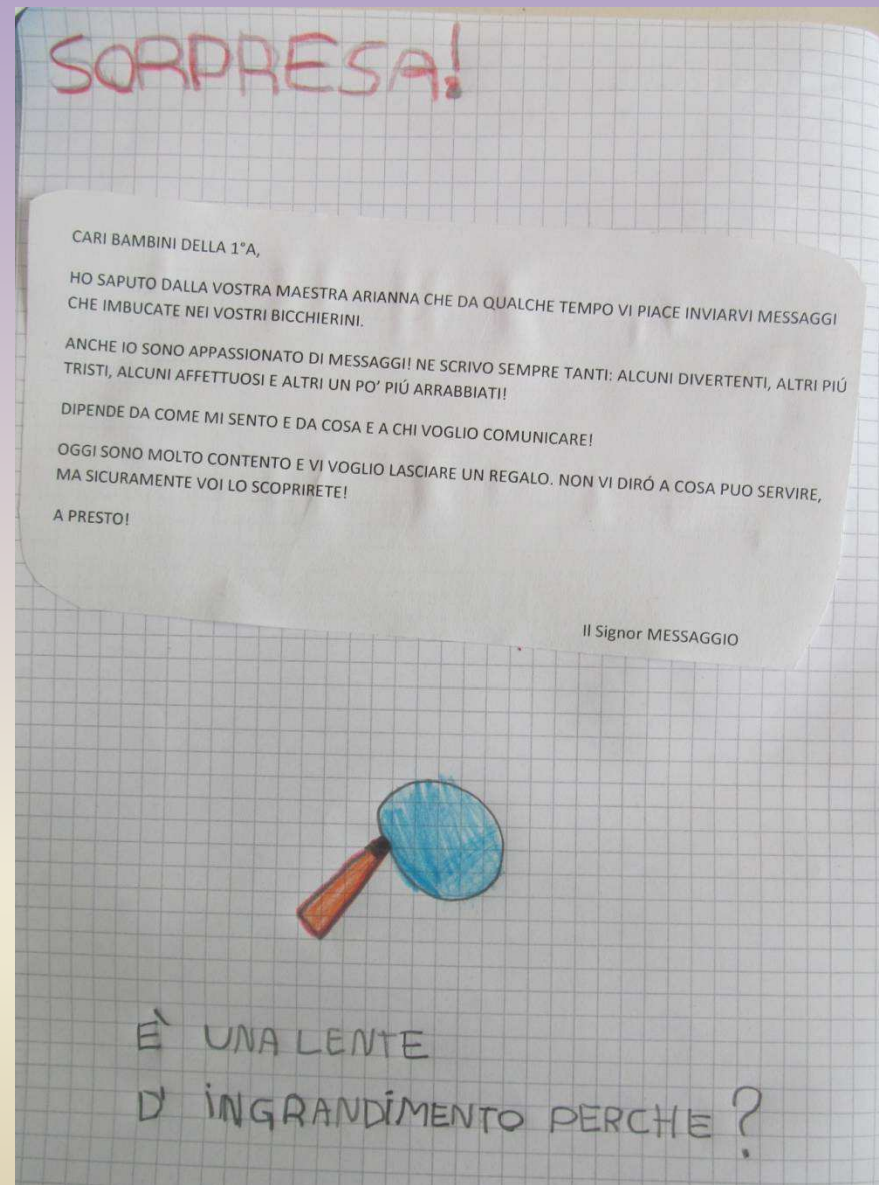 SORPRESA!
CARI BAMBINI DELLA 1°A,
HO SAPUTO DALLA VOSTRA MAESTRA ARIANNA CHE DA QUALCHE TEMPO VI PIACE INVIARVI MESSAGGI
CHE IMBUCATE NEI VOSTRI BICCHIERINI.
ANCHE IO SONO APPASSIONATO DI MESSAGGI! NE SCRIVO SEMPRE TANTI: ALCUNI DIVERTENTI, ALTRI PIÚ
TRISTI, ALCUNI AFFETTUOSI E ALTRI UN PO' PIÚ ARRABBIATI!
DIPENDE DA COME MI SENTO E DA COSA E A CHI VOGLIO COMUNICARE!
OGGI SONO MOLTO CONTENTO E VI VOGLIO LASCIARE UN REGALO. NON VI DIRÓ A COSA PUO SERVIRE,
MA SICURAMENTE VOI LO SCOPRIRETE!
A PRESTO!
Il Signor MESSAGGIO
È UNA LENTE
D' INGRANDIMENTO PERCHE?